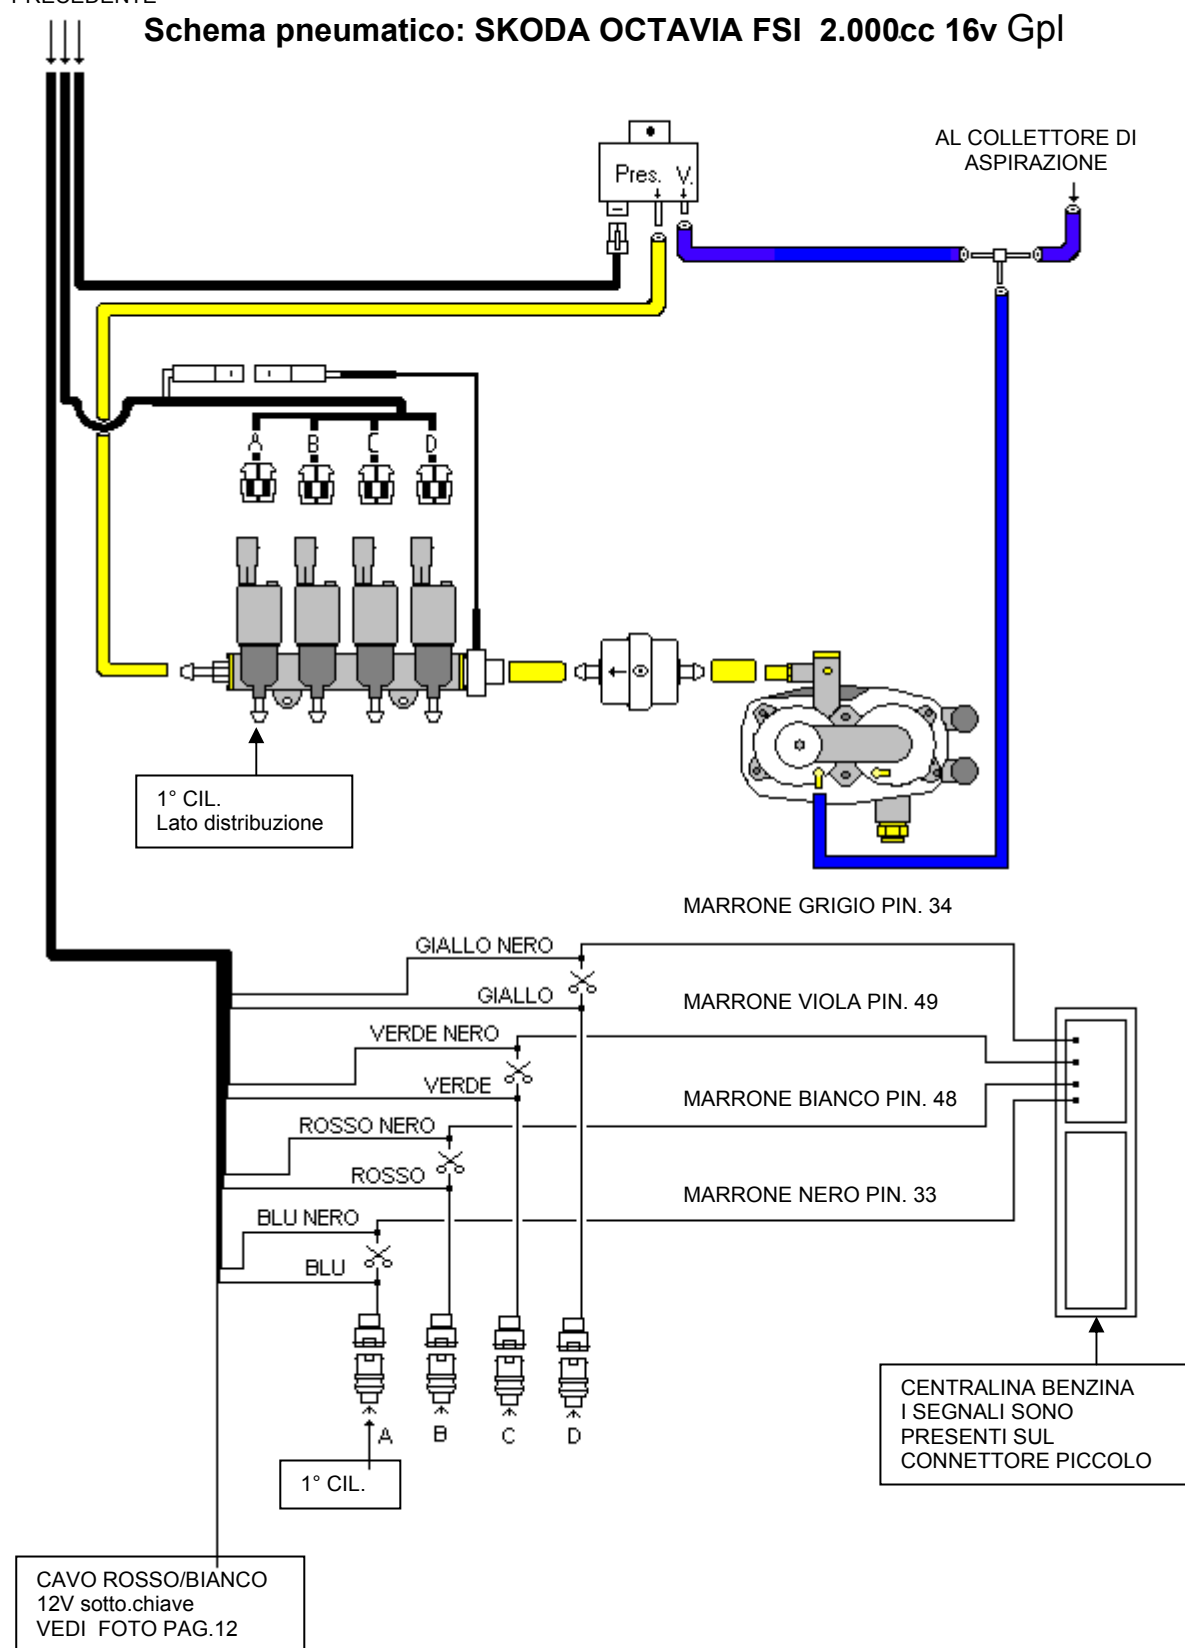 PRECEDENTE
Schema pneumatico: SKODA OCTAVIA FSI 2.000cc 16v Gpl
AL COLLETTORE DI
ASPIRAZIONE
Pres. V.
A B C D
1° CIL.
Lato distribuzione
MARRONE GRIGIO PIN. 34
GIALLO NERO
GIALLO
MARRONE VIOLA PIN. 49
VERDE NERO
VERDE
MARRONE BIANCO PIN. 48
ROSSO NERO
ROSSO
MARRONE NERO PIN. 33
BLU NERO
BLU
A B C D
1° CIL.
CENTRALINA BENZINA
I SEGNALI SONO
PRESENTI SUL
CONNETTORE PICCOLO
CAVO ROSSO/BIANCO
12V sotto.chiave
VEDI FOTO PAG.12